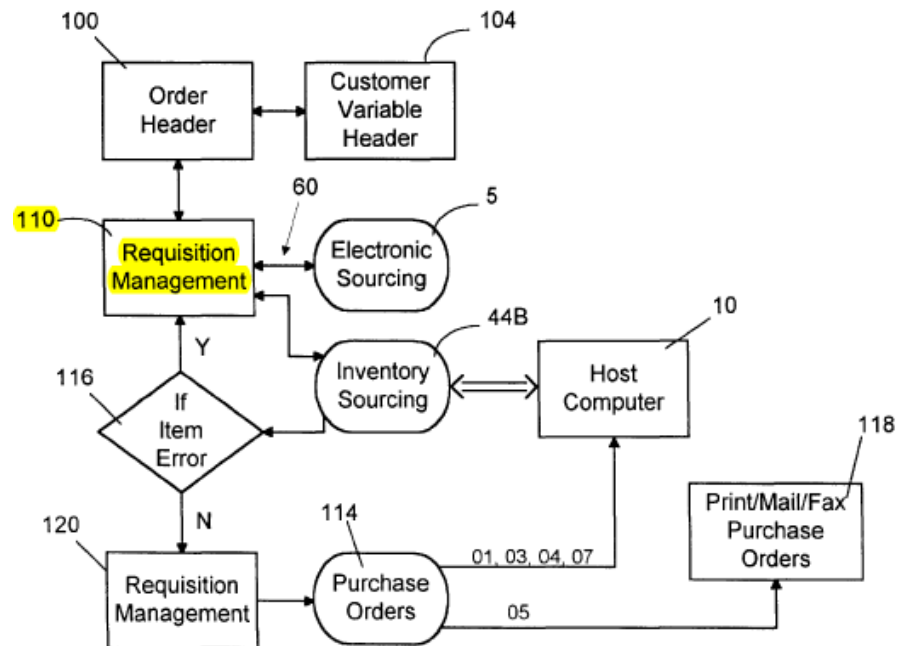 100
104
Order
Header
Customer
Variable
Header
60
5
110
Requisition
Management
Electronic
Sourcing
44B
10
Y
116
Inventory
Sourcing
Host
Computer
If
Item
Error
118
N
Print/Mail/Fax
Purchase
Orders
120
114
01, 03, 04, 07
Requisition
Management
Purchase
Orders
05